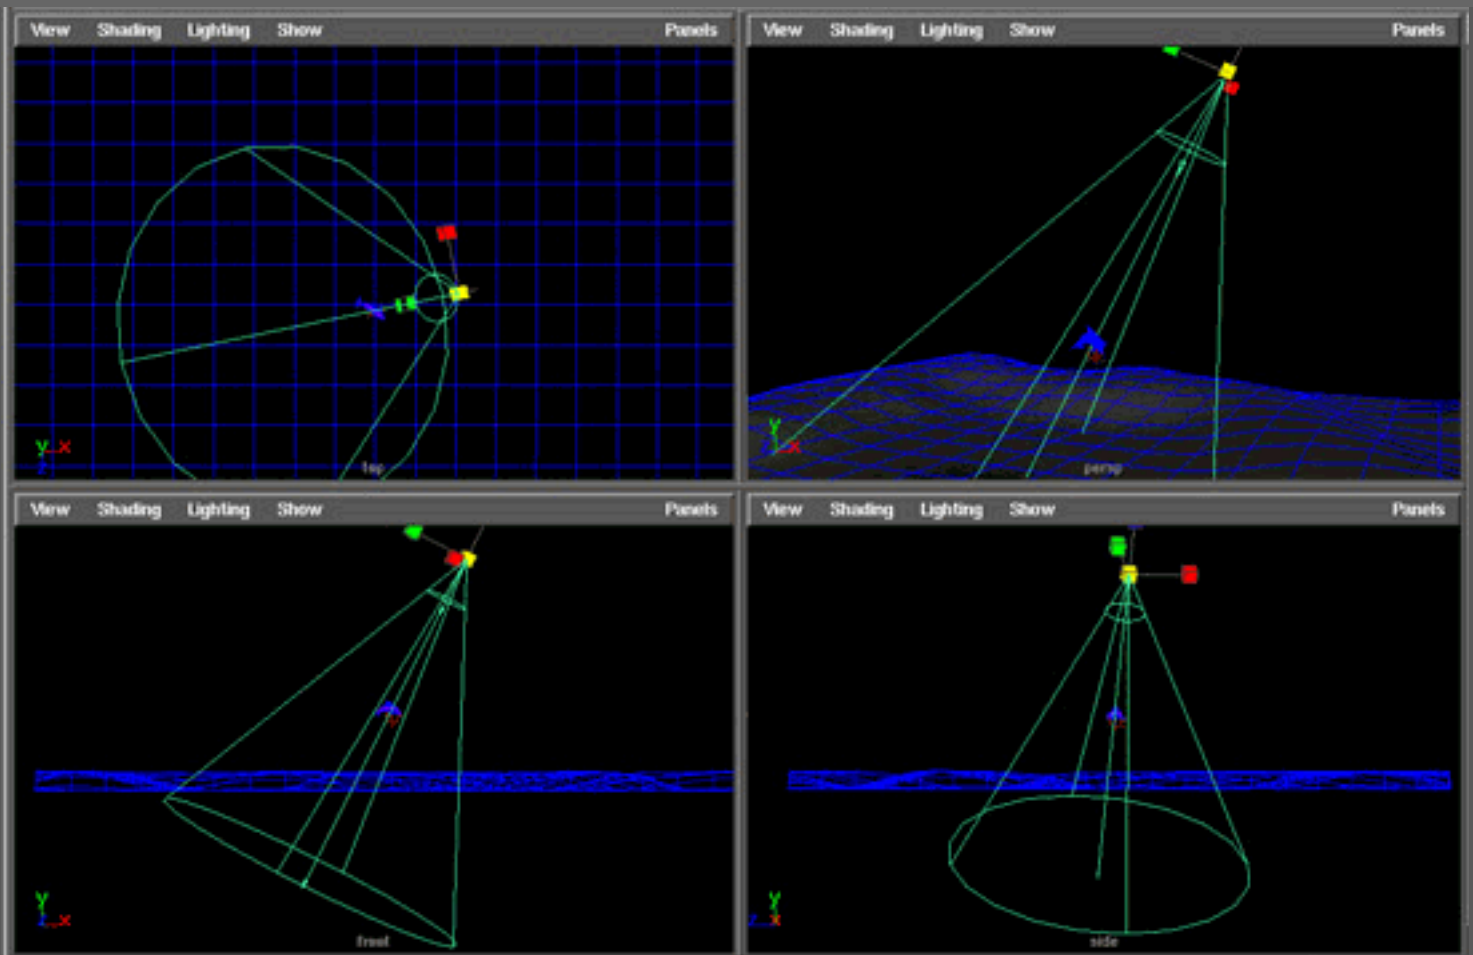 View Shading Lighting Show Panels
View Shading Lighting Show Panels
y x
z
top
y
z x
persp
View Shading Lighting Show Panels
View Shading Lighting Show Panels
y
z x
front
y
z x
side